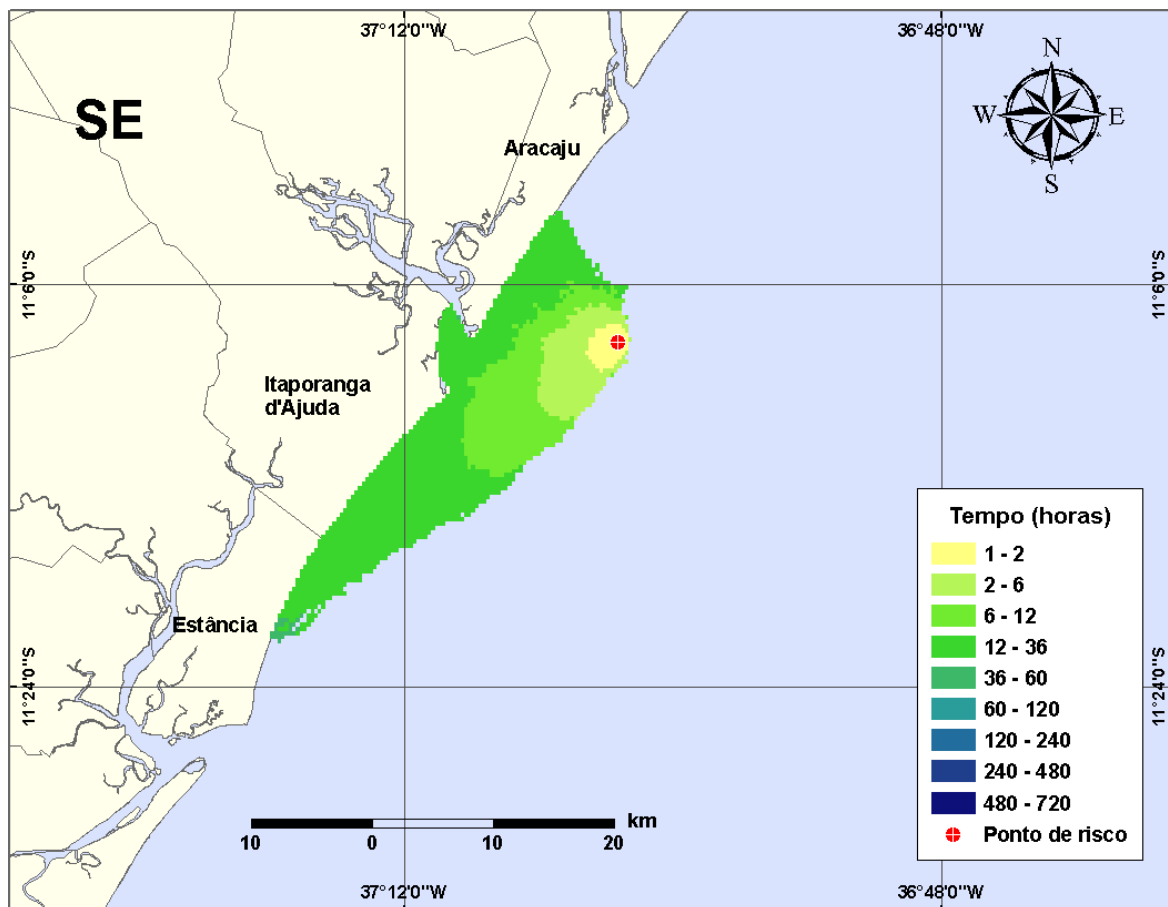 37°12'0"W
36°48'0"W
N
SE
W
E
Aracaju
S
11°6'0"S
11°6'0"S
Itaporanga
d'Ajuda
Tempo (horas)
1 - 2
2 - 6
6 - 12
12 - 36
36 - 60
60 - 120
120 - 240
240 - 480
480 - 720
Ponto de risco
Estância
11°24'0"S
11°24'0"S
km
10
0
10
20
37°12'0"W
36°48'0"W